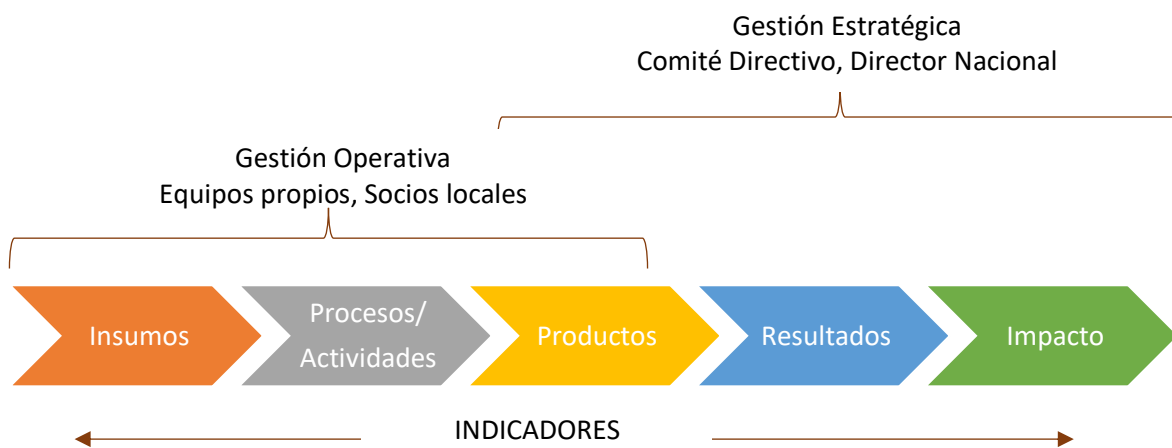 Gestión Estratégica
Comité Directivo, Director Nacional
Gestión Operativa
Equipos propios, Socios locales
Insumos
Procesos/
Actividades
Productos
Resultados
Impacto
INDICADORES